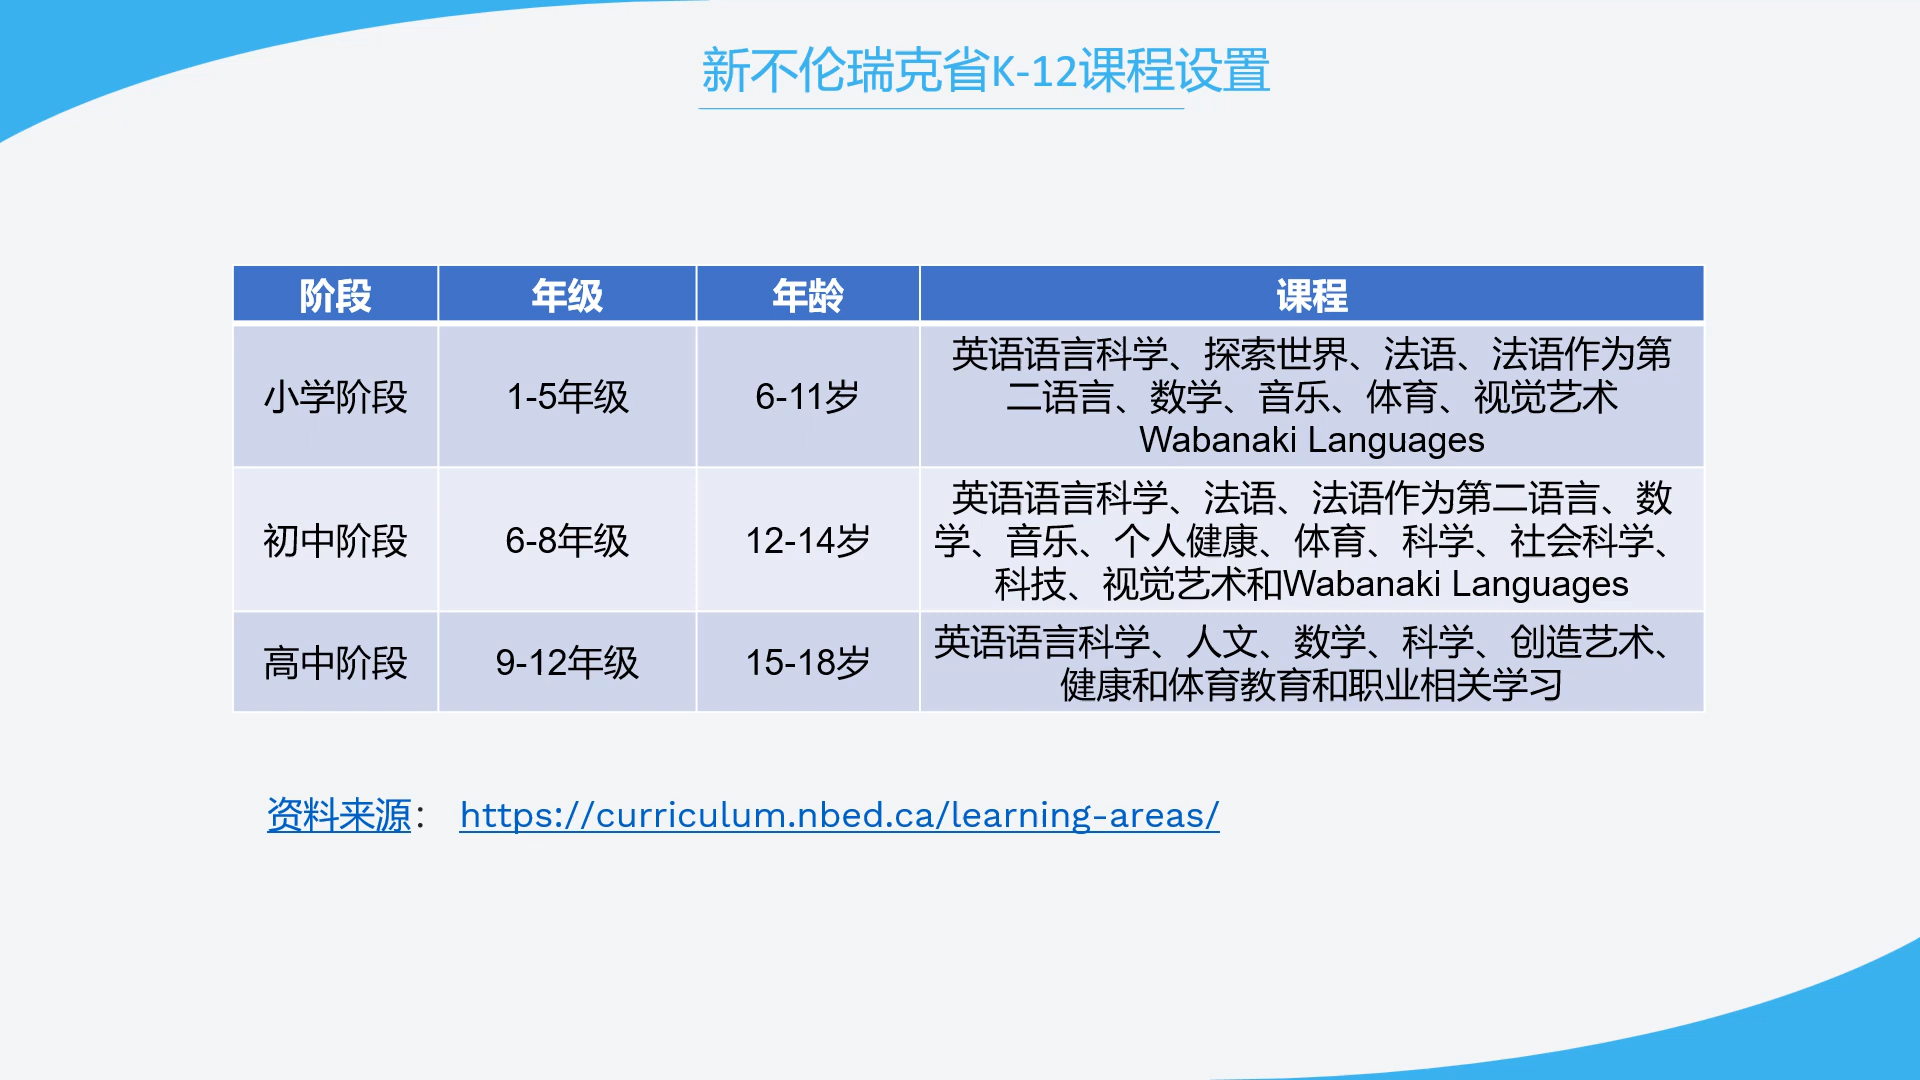 新不伦瑞克省K-12课程设置
阶段 年级 年龄 课程
小学阶段 1-5年级 6-11岁 英语语言科学、探索世界、法语、法语作为第
二语言、数学、音乐、体育、视觉艺术
Wabanaki Languages
初中阶段 6-8年级 12-14岁 英语语言科学、法语、法语作为第二语言、数
学、音乐、个人健康、体育、科学、社会科学、
科技、视觉艺术和Wabanaki Languages
高中阶段 9-12年级 15-18岁 英语语言科学、人文、数学、科学、创造艺术、
健康和体育教育和职业相关学习
资料来源： https://curriculum.nbed.ca/learning-areas/